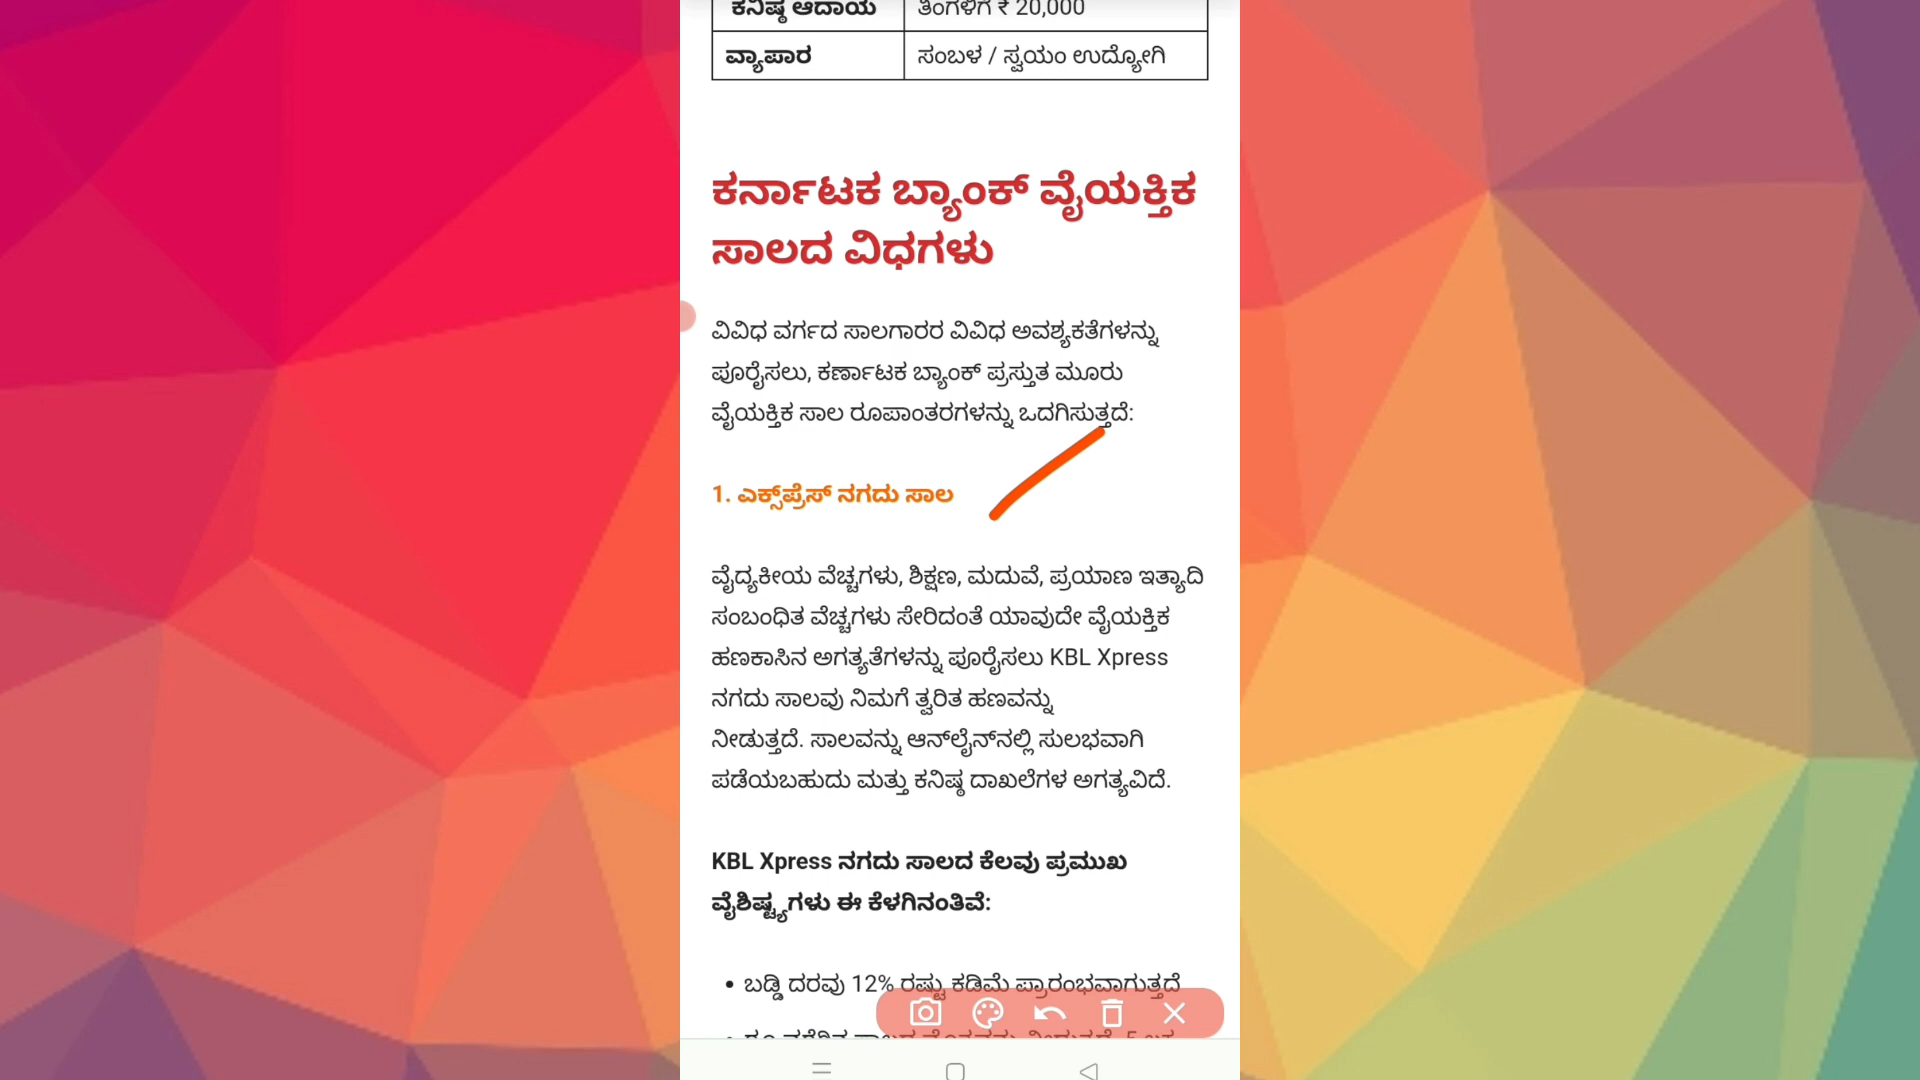 ಕನಿಷ್ಠ ಆದಾಯ ತಿಂಗಳಿಗೆ ₹ 20,000
ವ್ಯಾಪಾರ ಸಂಬಳ / ಸ್ವಯಂ ಉದ್ಯೋಗಿ
ಕರ್ನಾಟಕ ಬ್ಯಾಂಕ್ ವೈಯಕ್ತಿಕ
ಸಾಲದ ವಿಧಗಳು
ವಿವಿಧ ವರ್ಗದ ಸಾಲಗಾರರ ವಿವಿಧ ಅವಶ್ಯಕತೆಗಳನ್ನು
ಪೂರೈಸಲು, ಕರ್ಣಾಟಕ ಬ್ಯಾಂಕ್ ಪ್ರಸ್ತುತ ಮೂರು
ವೈಯಕ್ತಿಕ ಸಾಲ ರೂಪಾಂತರಗಳನ್ನು ಒದಗಿಸುತ್ತದೆ:
1. ಎಕ್ಸ್‌ಪ್ರೆಸ್ ನಗದು ಸಾಲ
ವೈದ್ಯಕೀಯ ವೆಚ್ಚಗಳು, ಶಿಕ್ಷಣ, ಮದುವೆ, ಪ್ರಯಾಣ ಇತ್ಯಾದಿ
ಸಂಬಂಧಿತ ವೆಚ್ಚಗಳು ಸೇರಿದಂತೆ ಯಾವುದೇ ವೈಯಕ್ತಿಕ
ಹಣಕಾಸಿನ ಅಗತ್ಯತೆಗಳನ್ನು ಪೂರೈಸಲು KBL Xpress
ನಗದು ಸಾಲವು ನಿಮಗೆ ತ್ವರಿತ ಹಣವನ್ನು
ನೀಡುತ್ತದೆ. ಸಾಲವನ್ನು ಆನ್‌ಲೈನ್‌ನಲ್ಲಿ ಸುಲಭವಾಗಿ
ಪಡೆಯಬಹುದು ಮತ್ತು ಕನಿಷ್ಠ ದಾಖಲೆಗಳ ಅಗತ್ಯವಿದೆ.
KBL Xpress ನಗದು ಸಾಲದ ಕೆಲವು ಪ್ರಮುಖ
ವೈಶಿಷ್ಟ್ಯಗಳು ಈ ಕೆಳಗಿನಂತಿವೆ:
• ಬಡ್ಡಿ ದರವು 12% ರಷ್ಟು ಕಡಿಮೆ ಪ್ರಾರಂಭವಾಗುತ್ತದೆ